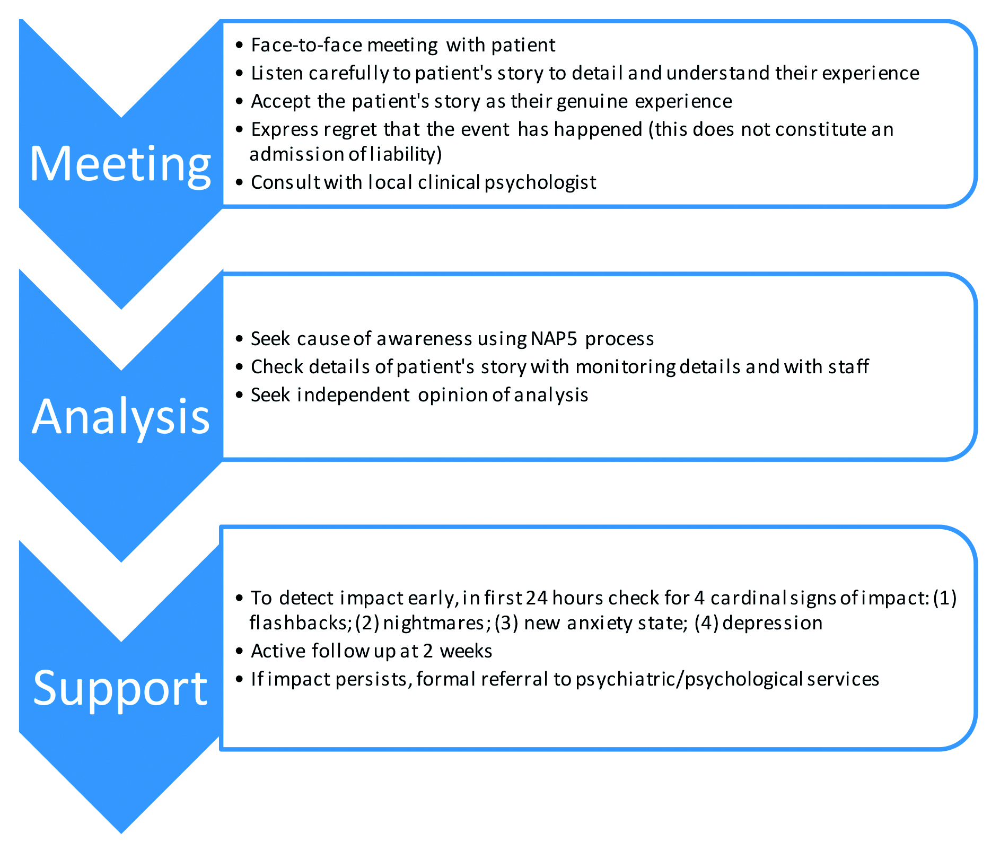 Meeting
• Face-to-face meeting with patient
• Listen carefully to patient's story to detail and understand their experience
• Accept the patient's story as their genuine experience
• Express regret that the event has happened (this does not constitute an
admission of liability)
• Consult with local clinical psychologist
Analysis
• Seek cause of awareness using NAP5 process
• Check details of patient's story with monitoring details and with staff
• Seek independent opinion of analysis
Support
• To detect impact early, in first 24 hours check for 4 cardinal signs of impact: (1)
flashbacks; (2) nightmares; (3) new anxiety state; (4) depression
• Active follow up at 2 weeks
• If impact persists, formal referral to psychiatric/psychological services